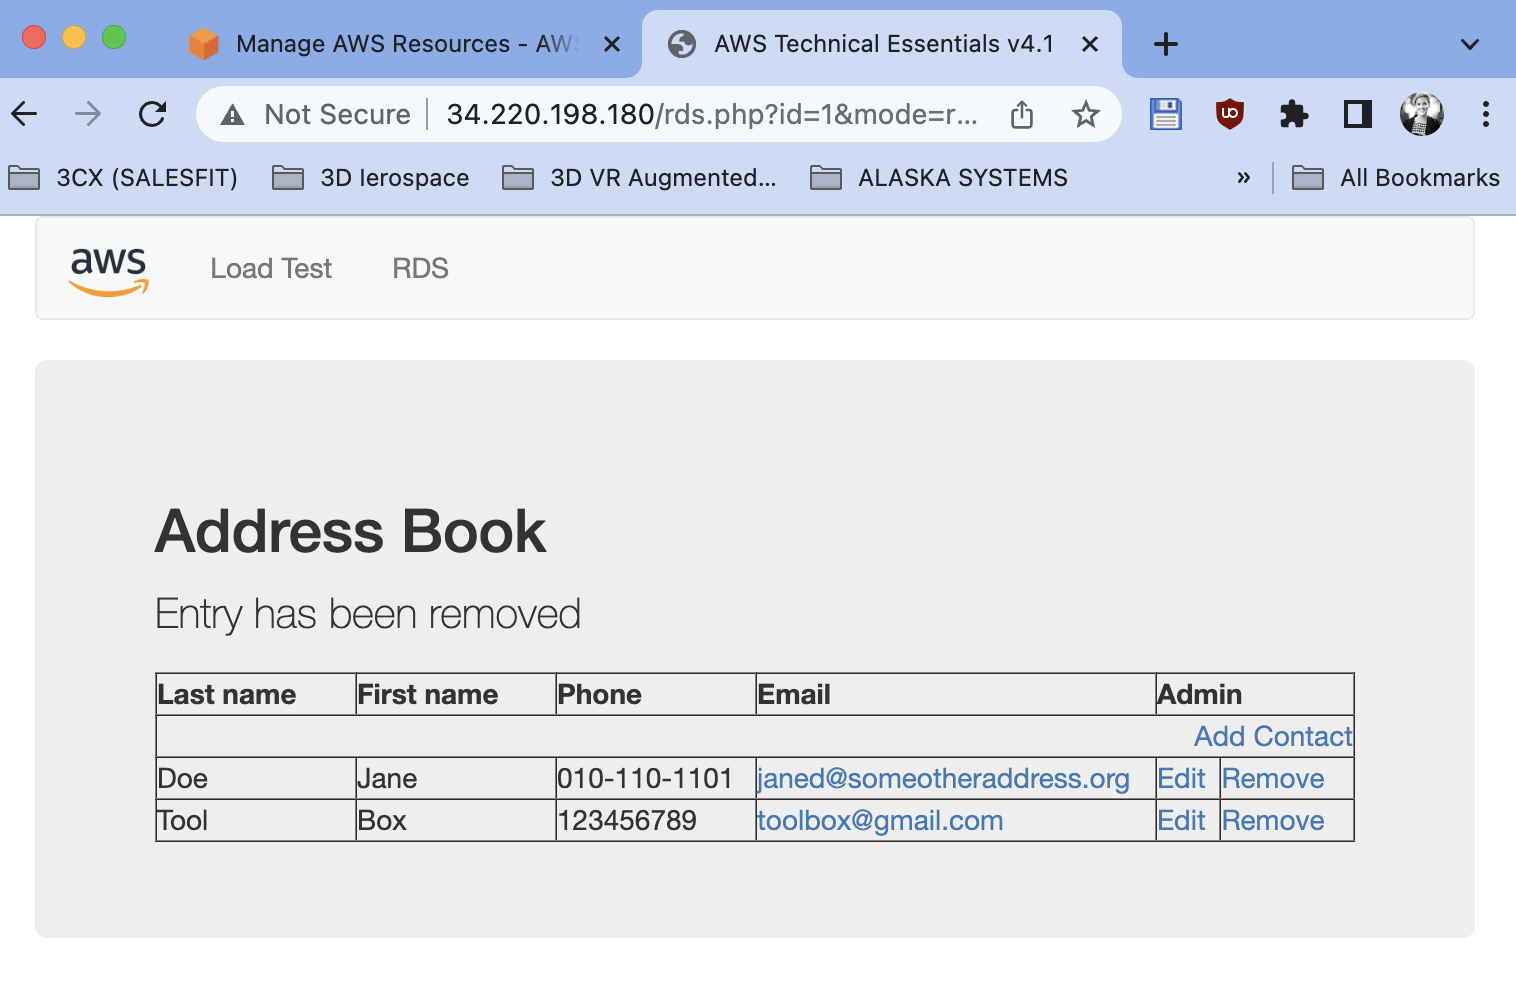 Manage AWS Resources - AWS
AWS Technical Essentials v4.1
Not Secure 34.220.198.180/rds.php?id=1&mode=r...
3CX (SALESFIT) 3D Ierospace 3D VR Augmented... ALASKA SYSTEMS » All Bookmarks
aws Load Test RDS
Address Book
Entry has been removed
Last name First name Phone Email Admin
Add Contact
Doe Jane 010-110-1101 janed@someotheraddress.org Edit Remove
Tool Box 123456789 toolbox@gmail.com Edit Remove